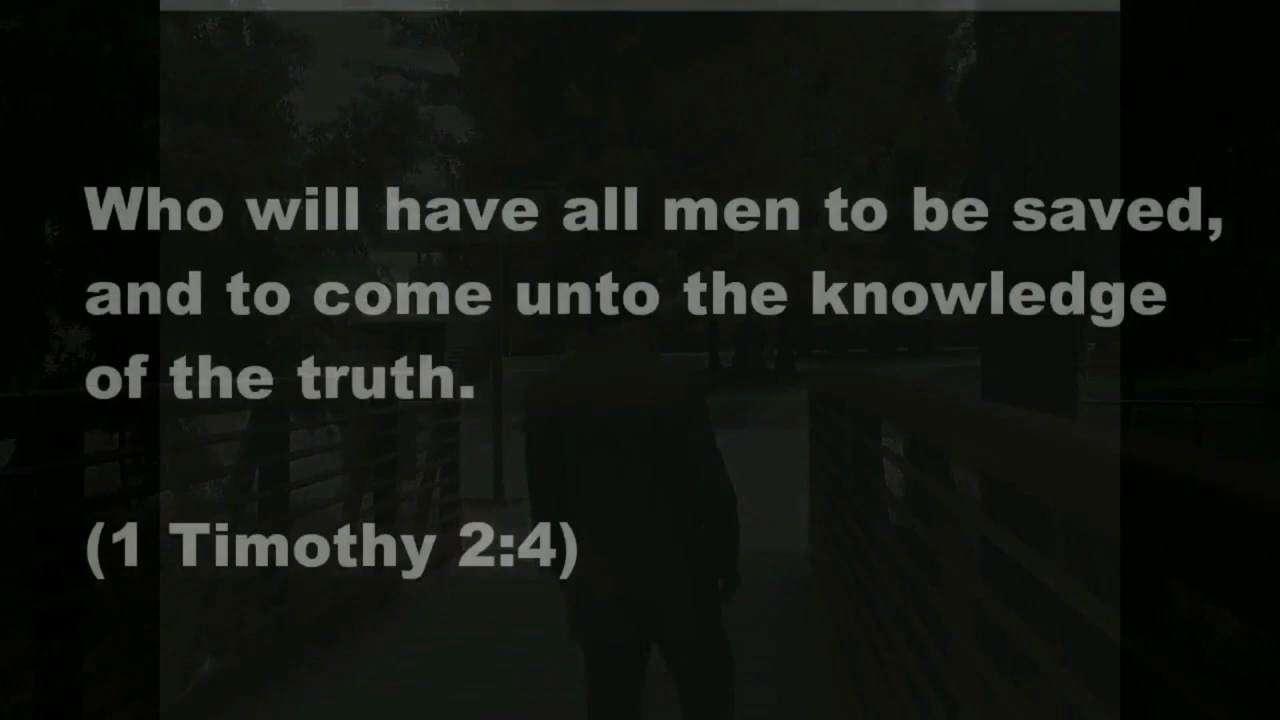 Who will have all men to be saved,
and to come unto the knowledge
of the truth.
(1 Timothy 2:4)